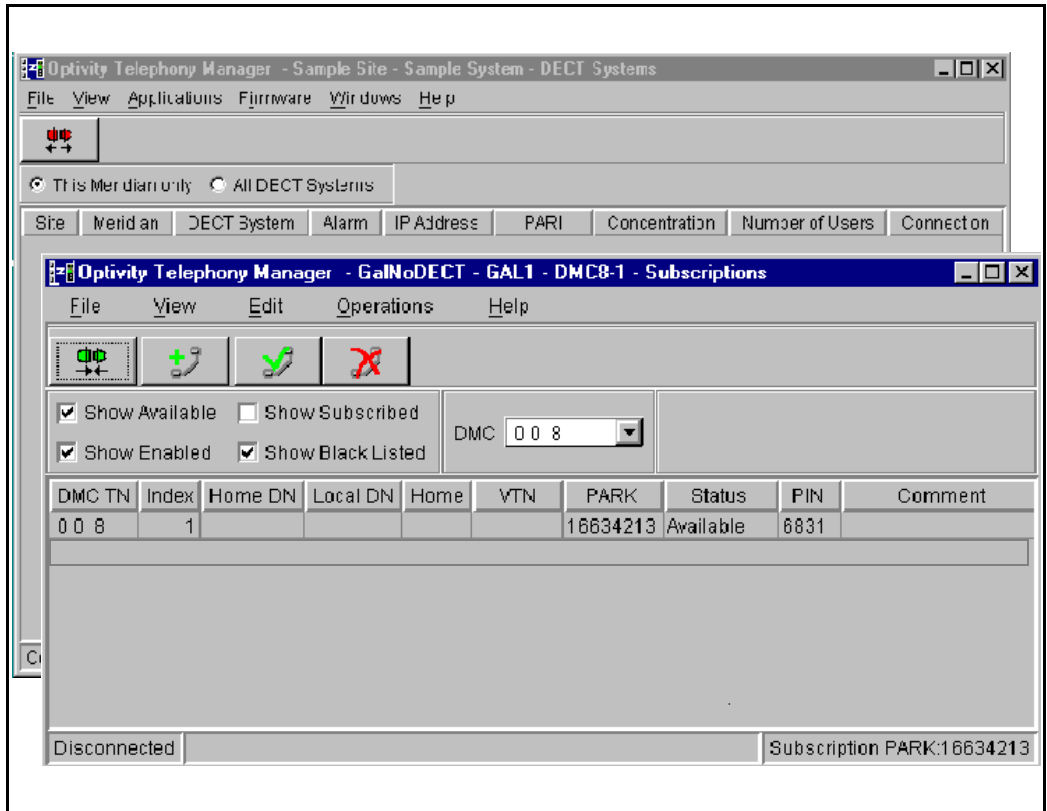 Optivity Telephony Manager - Sample Site - Sample System - DECT Systems
File View Applications Firmware Windows Help
This Meridian only All DECT Systems
Site Meridian DECT System Alarm IP Address PARI Concentration Number of Users Connection
Optivity Telephony Manager - GalNoDECT - GAL1 - DMC8-1 - Subscriptions
File View Edit Operations Help
Show Available Show Subscribed
DMC 0 0 8
Show Enabled Show Black Listed
DMC TN Index Home DN Local DN Home VTN PARK Status PIN Comment
0 0 8 1 16634213 Available 6831
Disconnected Subscription PARK:16634213